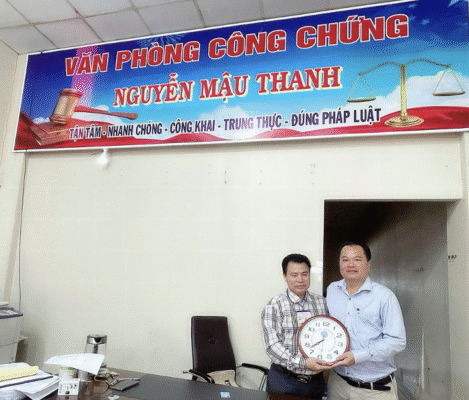 VĂN PHÒNG CÔNG CHỨNG
NGUYỄN MẬU THANH
TẬN TÂM - NHANH CHÓNG - CÔNG KHAI - TRUNG THỰC - ĐÚNG PHÁP LUẬT